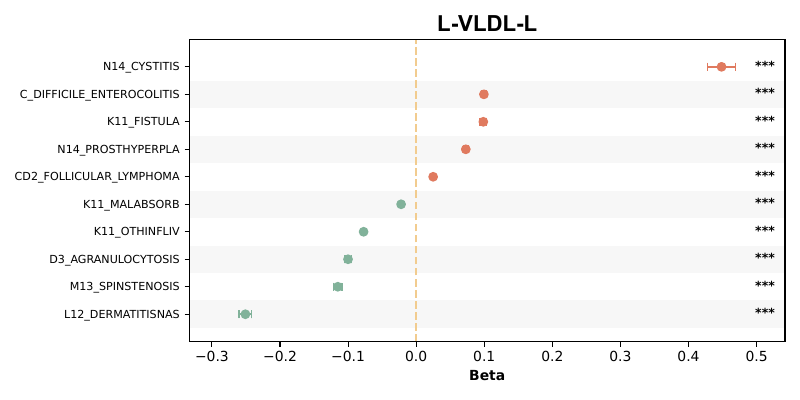 L-VLDL-L
N14_CYSTITIS ***
C_DIFFICILE_ENTEROCOLITIS ***
K11_FISTULA ***
N14_PROSTHYPERPLA ***
CD2_FOLLICULAR_LYMPHOMA ***
K11_MALABSORB ***
K11_OTHINFLIV ***
D3_AGRANULOCYTOSIS ***
M13_SPINSTENOSIS ***
L12_DERMATITISNAS ***
−0.3 −0.2 −0.1 0.0 0.1 0.2 0.3 0.4 0.5
Beta